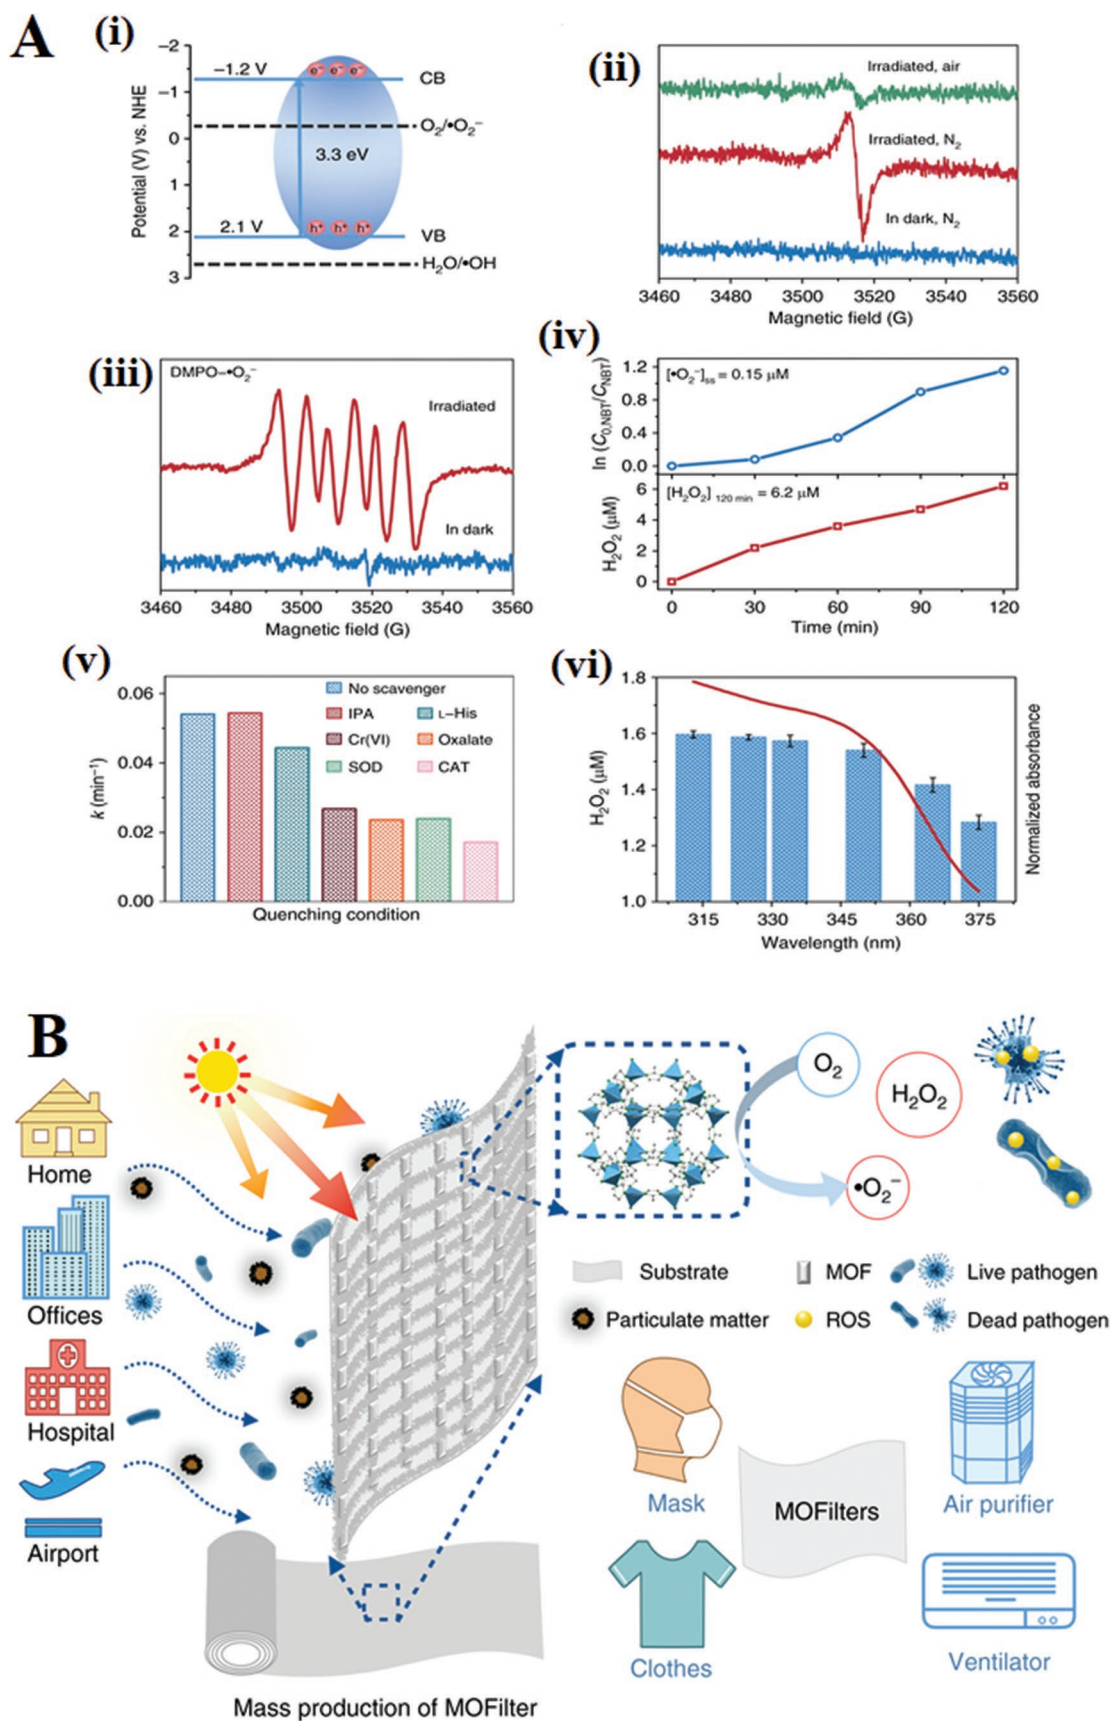 A
(i)
Potential (V) vs. NHE
−2
−1
0
1
2
3
−1.2 V
e⁻ e⁻ e⁻
CB
O₂/•O₂⁻
3.3 eV
2.1 V
h⁺ h⁺ h⁺
VB
H₂O/•OH
(ii)
Irradiated, air
Irradiated, N₂
In dark, N₂
3460 3480 3500 3520 3540 3560
Magnetic field (G)
(iii)
DMPO–•O₂⁻
Irradiated
In dark
3460 3480 3500 3520 3540 3560
Magnetic field (G)
(iv)
ln (C₀,NBT/CNBT)
1.2
0.8
0.4
0.0
[•O₂⁻]ss = 0.15 μM
H₂O₂ (μM)
6
4
2
0
[H₂O₂] 120 min = 6.2 μM
0 30 60 90 120
Time (min)
(v)
k (min⁻¹)
0.06
0.04
0.02
0.00
No scavenger
IPA L-His
Cr(VI) Oxalate
SOD CAT
Quenching condition
(vi)
H₂O₂ (μM)
1.8
1.6
1.4
1.2
1.0
Normalized absorbance
315 330 345 360 375
Wavelength (nm)
B
Home
Offices
Hospital
Airport
O₂
H₂O₂
•O₂⁻
Substrate MOF Live pathogen
Particulate matter ROS Dead pathogen
Mask
MOFilters
Air purifier
Clothes
Ventilator
Mass production of MOFilter